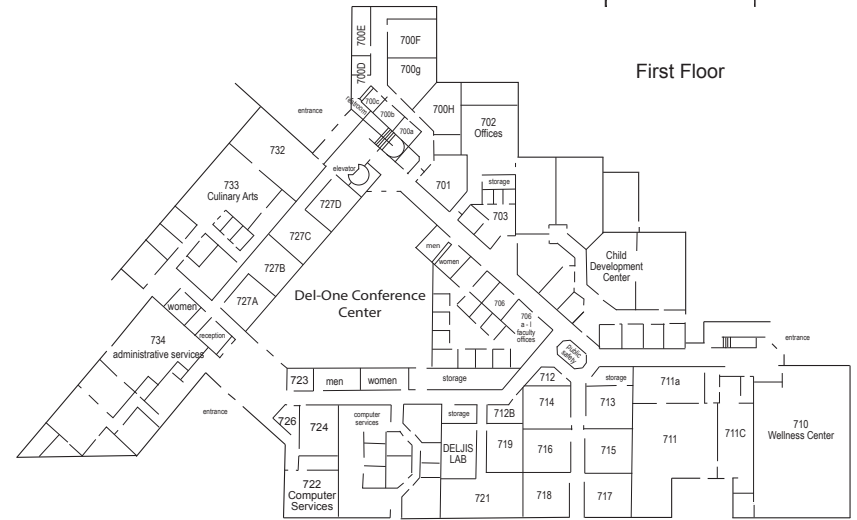 First Floor
700E
700F
700D
700g
700c
restroom
700b
700a
700H
702
Offices
entrance
732
elevator
701
storage
703
733
Culinary Arts
727D
727C
727B
727A
men
women
706
706
a - l
faculty
offices
Child
Development
Center
Del-One Conference
Center
women
reception
734
administrative services
public
safety
entrance
723
men
women
storage
712
storage
711a
entrance
726
724
computer
services
storage
712B
714
713
710
Wellness Center
DELJIS
LAB
719
716
715
711
711C
722
Computer
Services
721
718
717